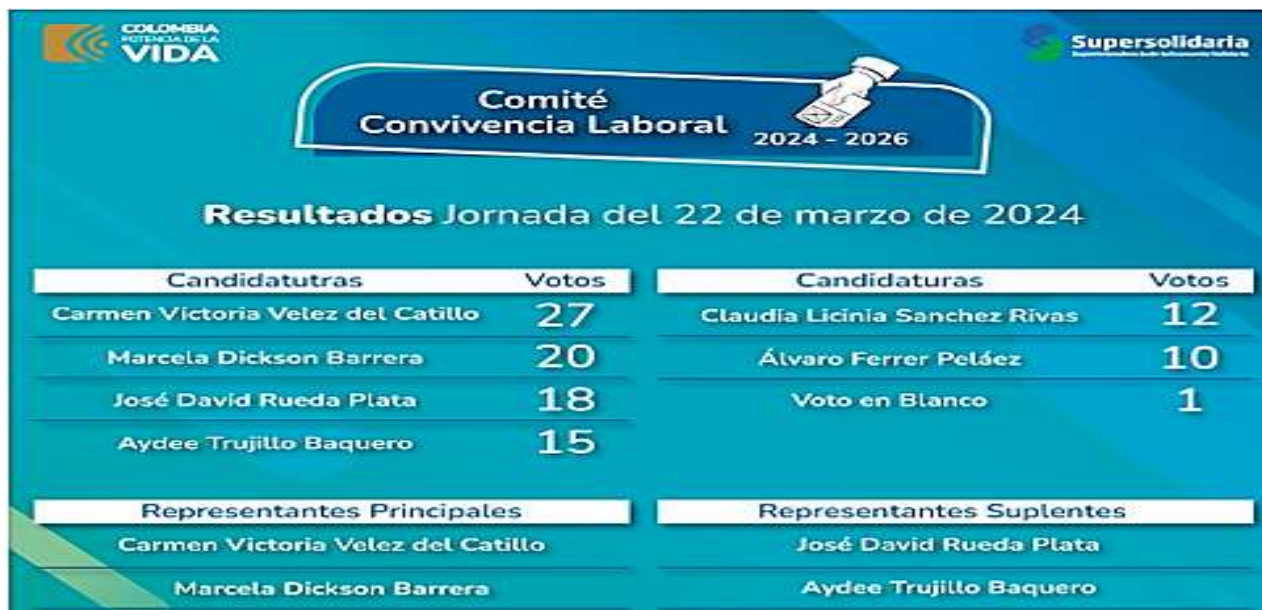 COLOMBIA
POTENCIA DE LA
VIDA
Supersolidaria
Comité
Convivencia Laboral
2024 - 2026
Resultados Jornada del 22 de marzo de 2024
Candidatutras Votos
Carmen Victoria Velez del Catillo 27
Marcela Dickson Barrera 20
José David Rueda Plata 18
Aydee Trujillo Baquero 15
Candidaturas Votos
Claudia Licinia Sanchez Rivas 12
Álvaro Ferrer Peláez 10
Voto en Blanco 1
Representantes Principales
Carmen Victoria Velez del Catillo
Marcela Dickson Barrera
Representantes Suplentes
José David Rueda Plata
Aydee Trujillo Baquero